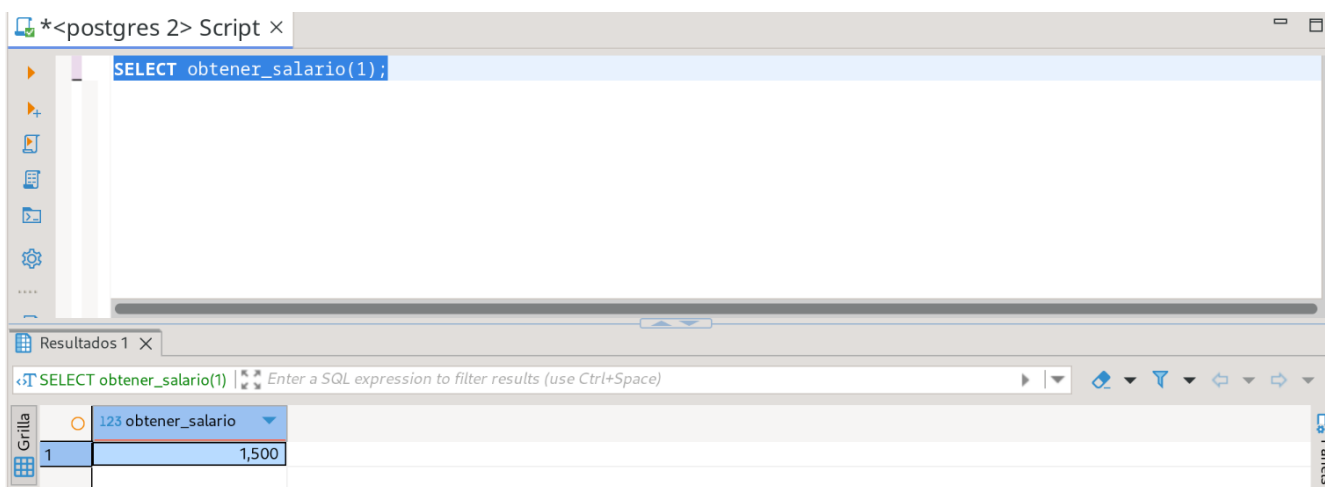 *<postgres 2> Script ×
SELECT obtener_salario(1);
Resultados 1 ×
SELECT obtener_salario(1) Enter a SQL expression to filter results (use Ctrl+Space)
Grilla
123 obtener_salario
1 1,500